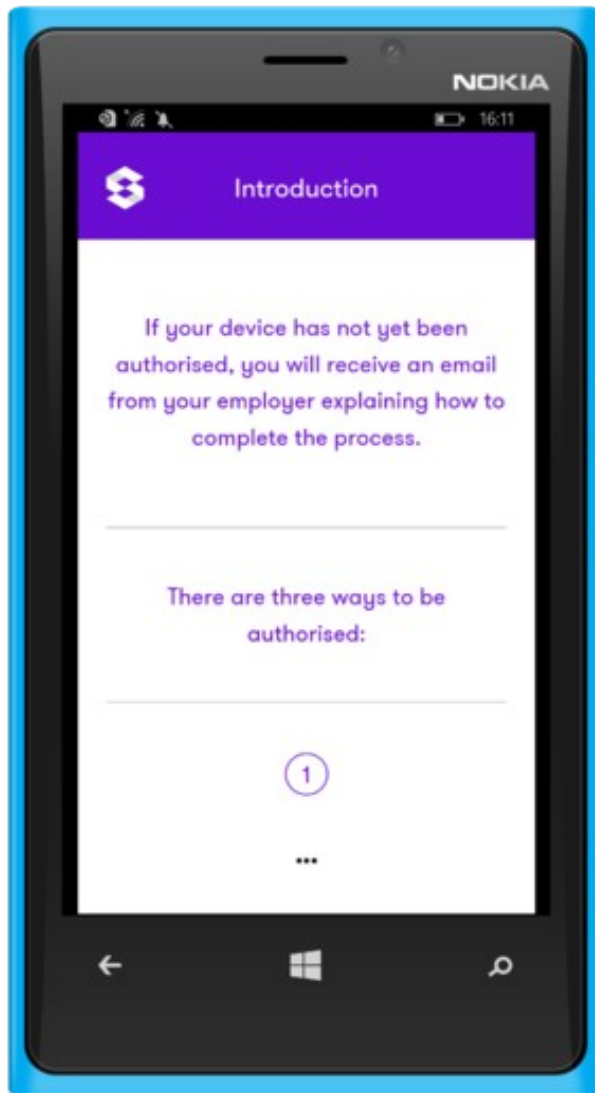 NOKIA
16:11
Introduction
If your device has not yet been
authorised, you will receive an email
from your employer explaining how to
complete the process.
There are three ways to be
authorised:
1
...